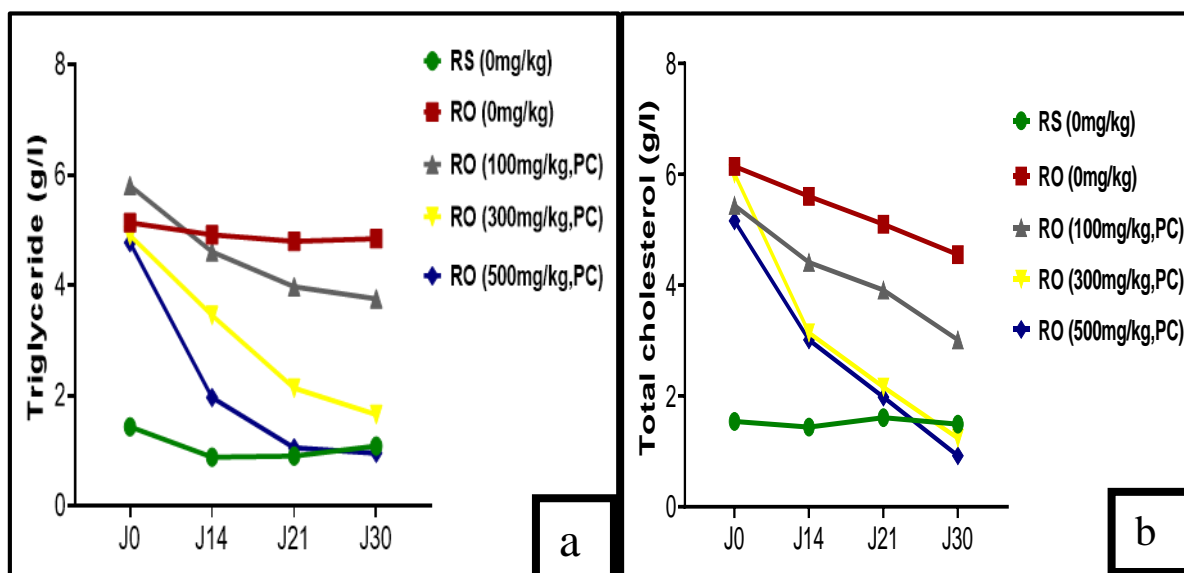 Triglyceride (g/l)
8
6
4
2
0
J0 J14 J21 J30
RS (0mg/kg)
RO (0mg/kg)
RO (100mg/kg,PC)
RO (300mg/kg,PC)
RO (500mg/kg,PC)
a
Total cholesterol (g/l)
8
6
4
2
0
J0 J14 J21 J30
RS (0mg/kg)
RO (0mg/kg)
RO (100mg/kg,PC)
RO (300mg/kg,PC)
RO (500mg/kg,PC)
b